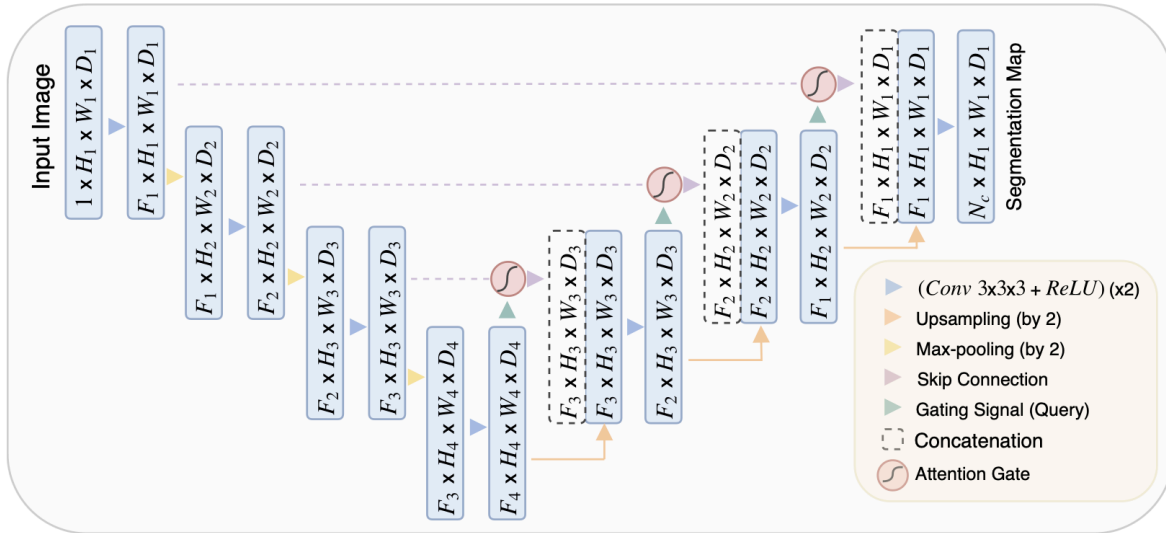 Input Image
1 x H₁ x W₁ x D₁
F₁ x H₁ x W₁ x D₁
F₁ x H₂ x W₂ x D₂
F₂ x H₂ x W₂ x D₂
F₂ x H₃ x W₃ x D₃
F₃ x H₃ x W₃ x D₃
F₃ x H₄ x W₄ x D₄
F₄ x H₄ x W₄ x D₄
F₃ x H₃ x W₃ x D₃
F₃ x H₃ x W₃ x D₃
F₂ x H₃ x W₃ x D₃
F₂ x H₂ x W₂ x D₂
F₂ x H₂ x W₂ x D₂
F₁ x H₂ x W₂ x D₂
F₁ x H₁ x W₁ x D₁
F₁ x H₁ x W₁ x D₁
N_c x H₁ x W₁ x D₁
Segmentation Map
(Conv 3x3x3 + ReLU) (x2)
Upsampling (by 2)
Max-pooling (by 2)
Skip Connection
Gating Signal (Query)
Concatenation
Attention Gate